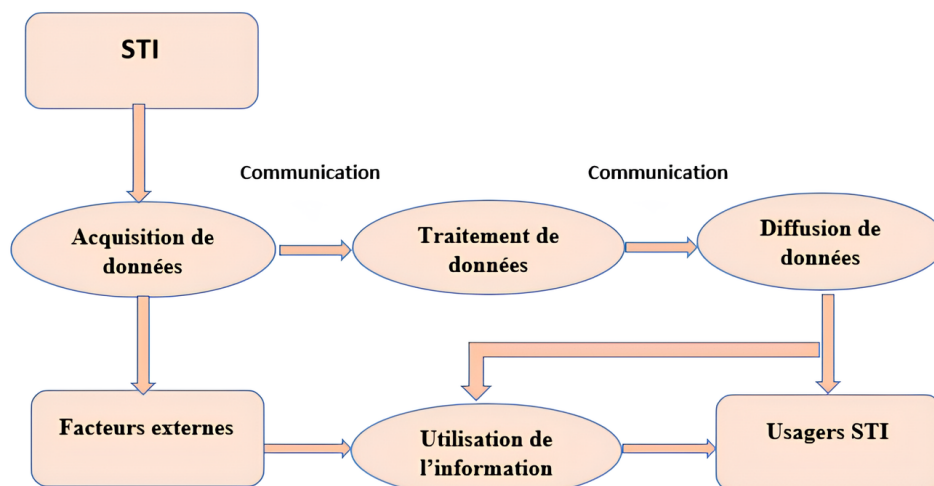 STI
Communication
Communication
Acquisition de
données
Traitement de
données
Diffusion de
données
Facteurs externes
Utilisation de
l’information
Usagers STI